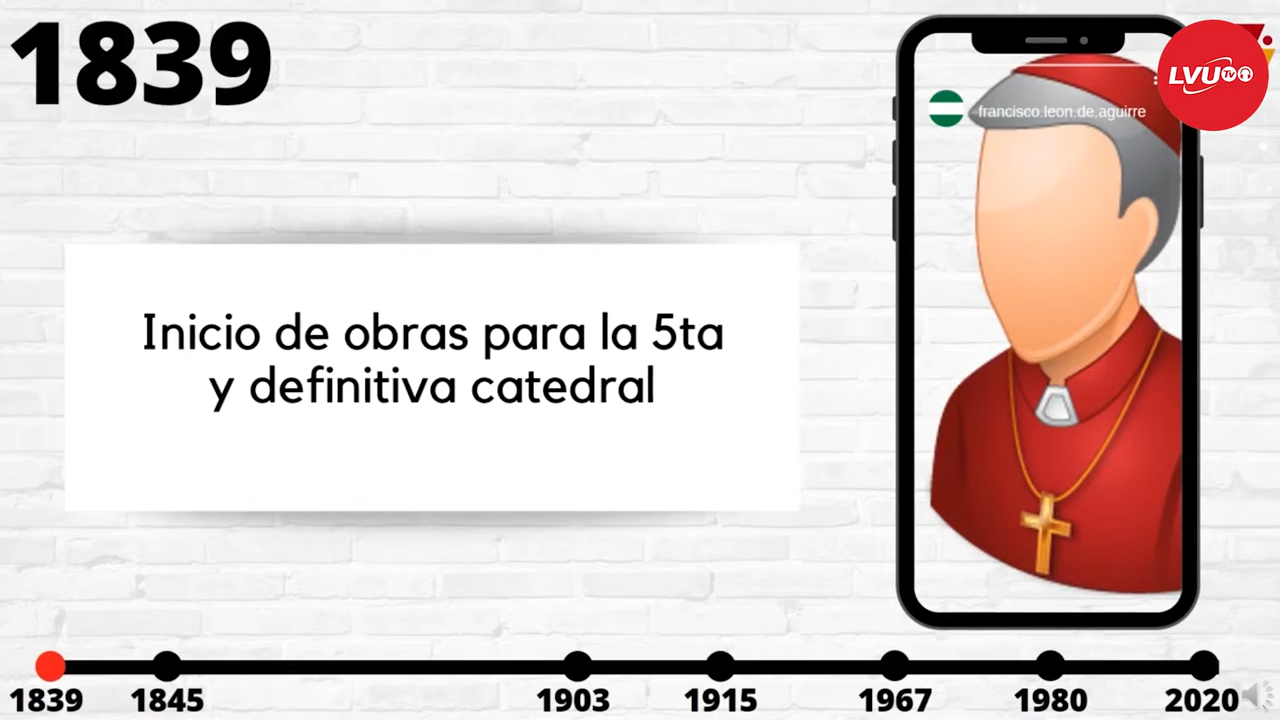 1839
LVU TV
francisco.leon.de.aguirre
Inicio de obras para la 5ta
y definitiva catedral
1839 1845 1903 1915 1967 1980 2020